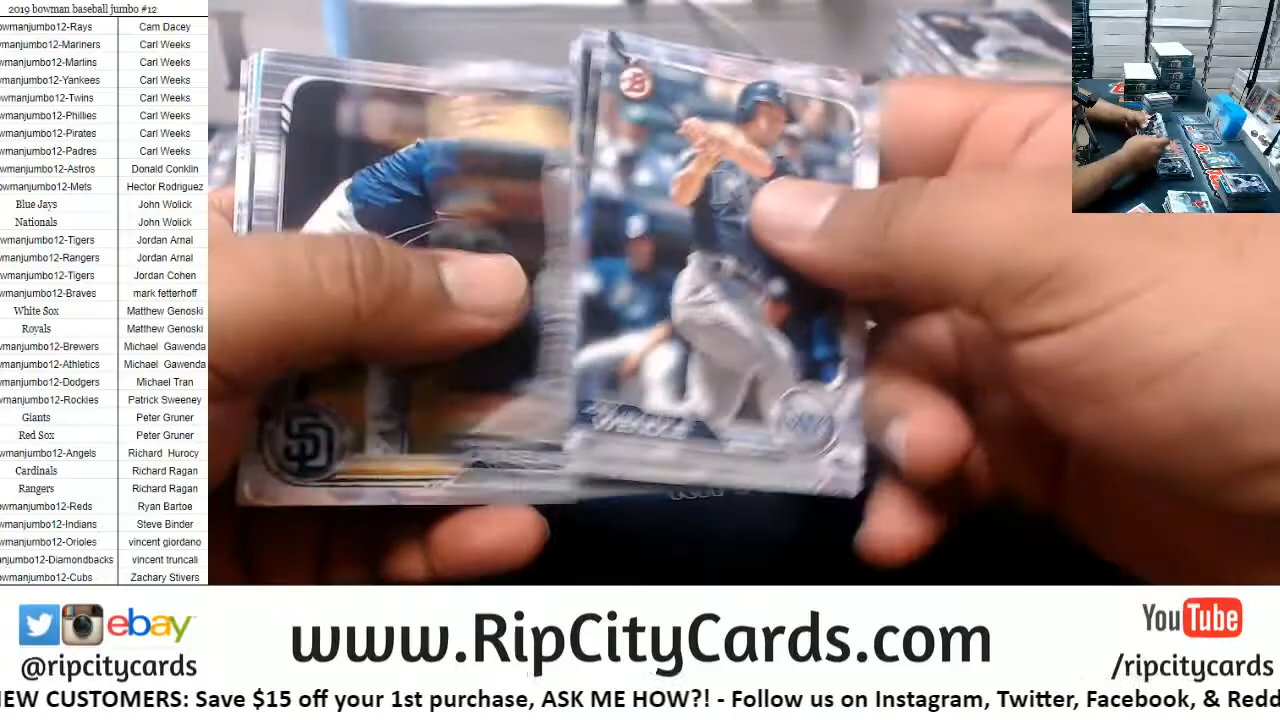 2019 bowman baseball jumbo #12
owmanjumbo12-Rays Cam Dacey
wmanjumbo12-Mariners Carl Weeks
wmanjumbo12-Marlins Carl Weeks
wmanjumbo12-Yankees Carl Weeks
owmanjumbo12-Twins Carl Weeks
wmanjumbo12-Phillies Carl Weeks
wmanjumbo12-Pirates Carl Weeks
wmanjumbo12-Padres Carl Weeks
wmanjumbo12-Astros Donald Conklin
owmanjumbo12-Mets Hector Rodriguez
Blue Jays John Wolick
Nationals John Wolick
owmanjumbo12-Tigers Jordan Arnal
wmanjumbo12-Rangers Jordan Arnal
owmanjumbo12-Tigers Jordan Cohen
wmanjumbo12-Braves mark fetterhoff
White Sox Matthew Genoski
Royals Matthew Genoski
wmanjumbo12-Brewers Michael Gawenda
wmanjumbo12-Athletics Michael Gawenda
wmanjumbo12-Dodgers Michael Tran
wmanjumbo12-Rockies Patrick Sweeney
Giants Peter Gruner
Red Sox Peter Gruner
wmanjumbo12-Angels Richard Hurocy
Cardinals Richard Ragan
Rangers Richard Ragan
owmanjumbo12-Reds Ryan Bartoe
wmanjumbo12-Indians Steve Binder
wmanjumbo12-Orioles vincent giordano
anjumbo12-Diamondbacks vincent truncali
owmanjumbo12-Cubs Zachary Stivers
SD
ebay
@ripcitycards
www.RipCityCards.com
YouTube
/ripcitycards
NEW CUSTOMERS: Save $15 off your 1st purchase, ASK ME HOW?! - Follow us on Instagram, Twitter, Facebook, & Redd